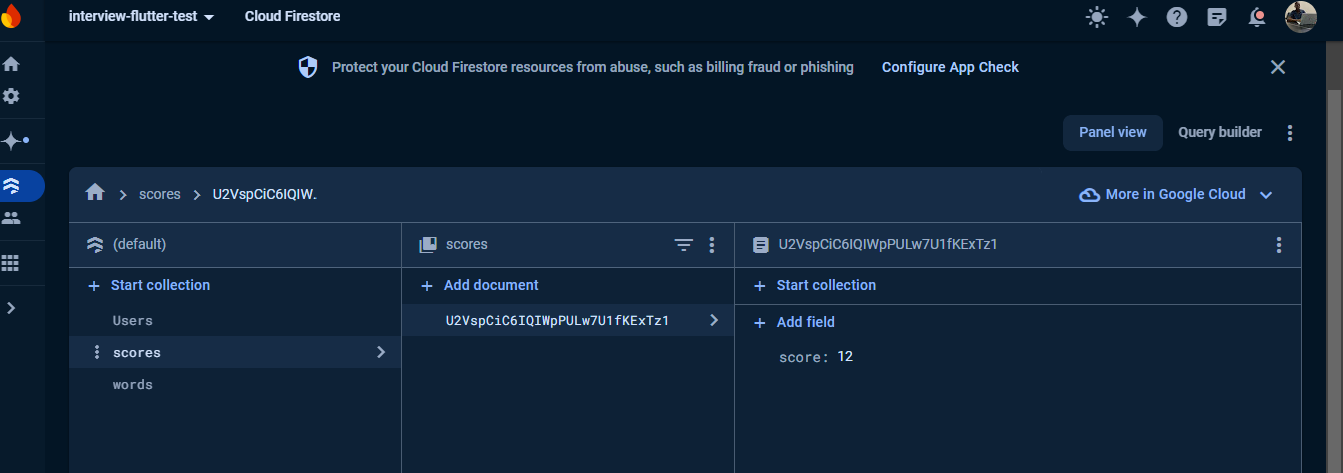 interview-flutter-test Cloud Firestore
Protect your Cloud Firestore resources from abuse, such as billing fraud or phishing Configure App Check
Panel view Query builder
scores U2VspCiC6IQIW. More in Google Cloud
(default) scores U2VspCiC6IQIWpPULw7U1fKExTz1
+ Start collection + Add document + Start collection
Users U2VspCiC6IQIWpPULw7U1fKExTz1 + Add field
scores score: 12
words